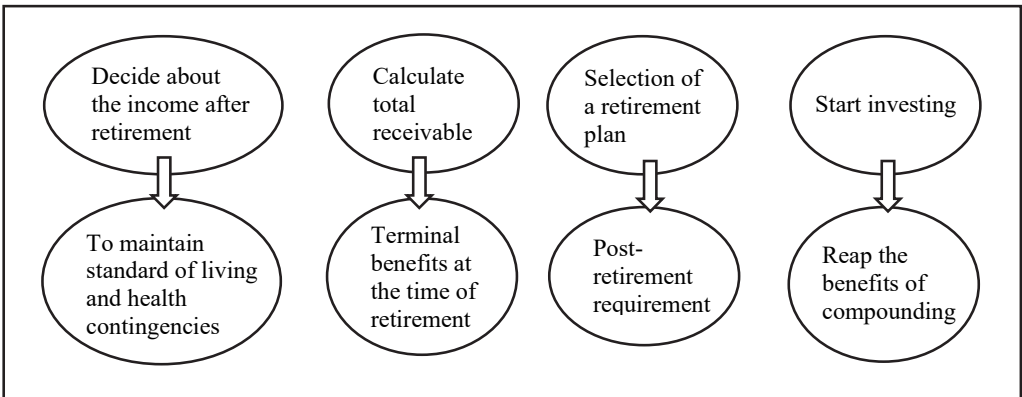 Decide about
the income after
retirement
Calculate
total
receivable
Selection of
a retirement
plan
Start investing
To maintain
standard of living
and health
contingencies
Terminal
benefits at
the time of
retirement
Post-
retirement
requirement
Reap the
benefits of
compounding